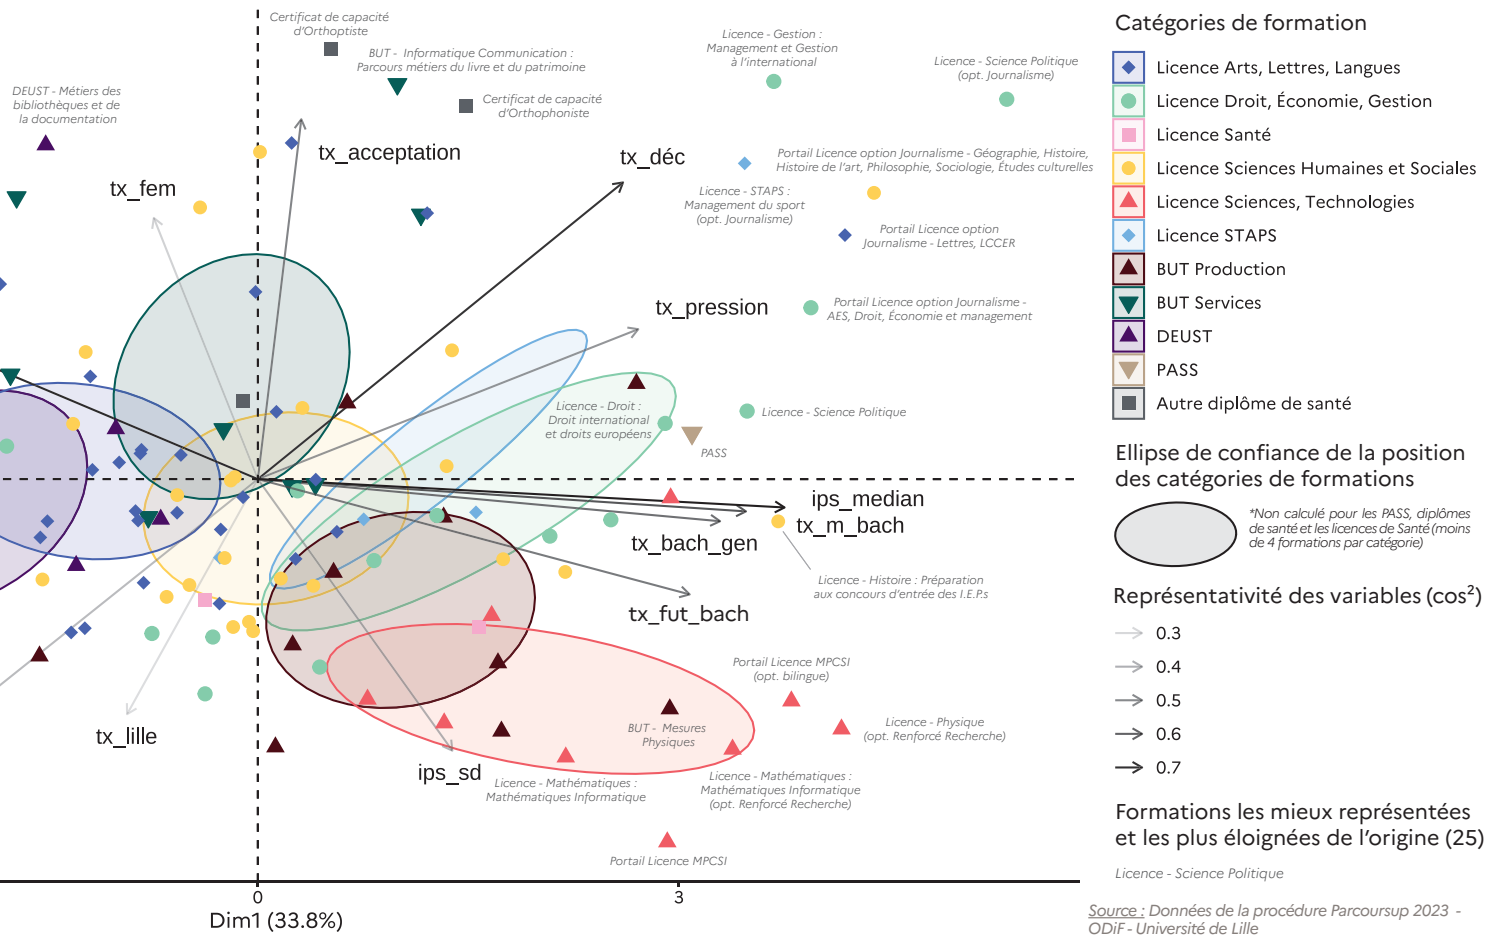 Certificat de capacité
d'Orthoptiste
BUT - Informatique Communication :
Parcours métiers du livre et du patrimoine
Certificat de capacité
d'Orthophoniste
DEUST - Métiers des
bibliothèques et de
la documentation
Licence - Gestion :
Management et Gestion
à l'international
Licence - Science Politique
(opt. Journalisme)
tx_acceptation
tx_déc
tx_fem
Portail Licence option Journalisme - Géographie, Histoire,
Histoire de l'art, Philosophie, Sociologie, Études culturelles
Licence - STAPS :
Management du sport
(opt. Journalisme)
Portail Licence option
Journalisme - Lettres, LCCER
tx_pression
Portail Licence option Journalisme -
AES, Droit, Économie et management
Licence - Droit :
Droit international
et droits européens
Licence - Science Politique
PASS
ips_median
tx_m_bach
tx_bach_gen
Licence - Histoire : Préparation
aux concours d'entrée des I.E.P.s
tx_fut_bach
Portail Licence MPCSI
(opt. bilingue)
BUT - Mesures
Physiques
Licence - Physique
(opt. Renforcé Recherche)
tx_lille
ips_sd
Licence - Mathématiques :
Mathématiques Informatique
Licence - Mathématiques :
Mathématiques Informatique
(opt. Renforcé Recherche)
Portail Licence MPCSI
0
3
Dim1 (33.8%)
Catégories de formation
Licence Arts, Lettres, Langues
Licence Droit, Économie, Gestion
Licence Santé
Licence Sciences Humaines et Sociales
Licence Sciences, Technologies
Licence STAPS
BUT Production
BUT Services
DEUST
PASS
Autre diplôme de santé
Ellipse de confiance de la position
des catégories de formations
*Non calculé pour les PASS, diplômes
de santé et les licences de Santé (moins
de 4 formations par catégorie)
Représentativité des variables (cos²)
0.3
0.4
0.5
0.6
0.7
Formations les mieux représentées
et les plus éloignées de l'origine (25)
Licence - Science Politique
Source : Données de la procédure Parcoursup 2023 -
ODiF - Université de Lille